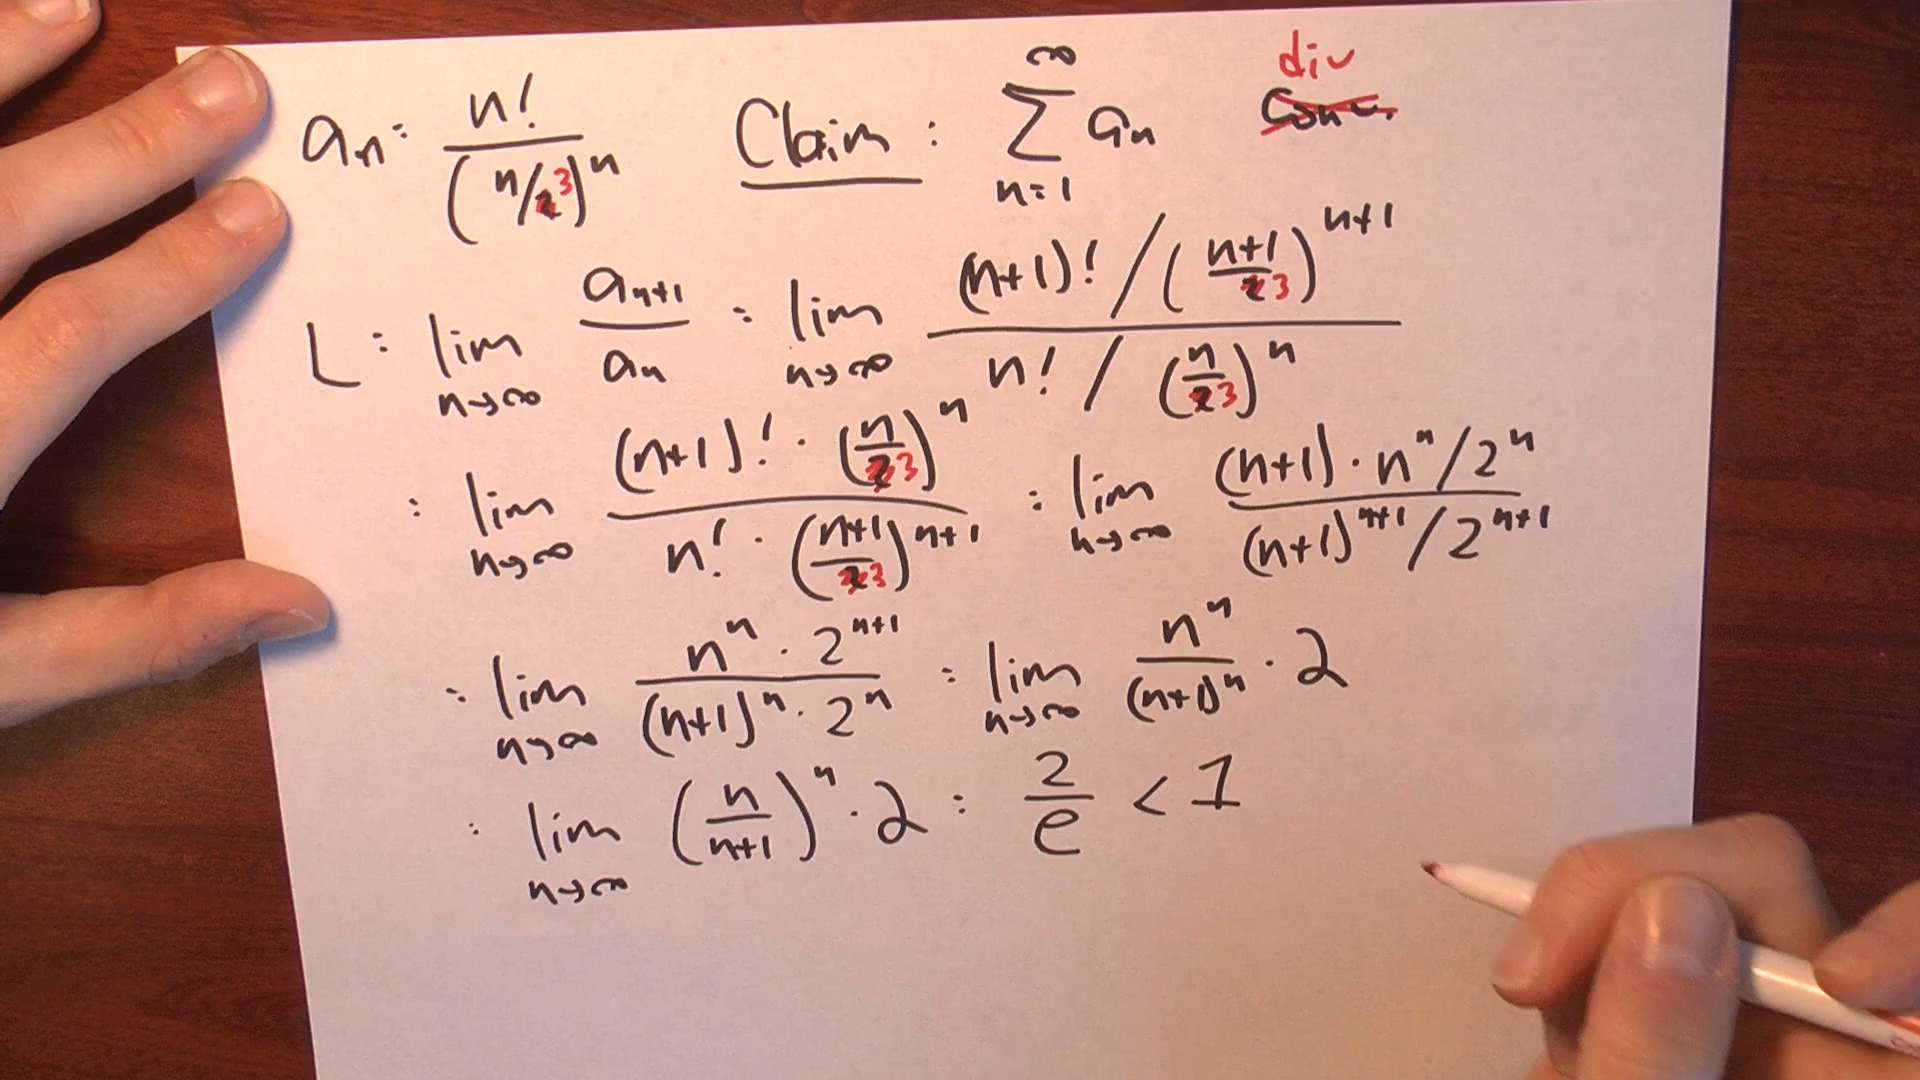 aₙ = n! / (n/~~2~~3)ⁿ Claim : ∑_{n=1}^{∞} aₙ ~~Conv.~~ div
L = lim_{n→∞} aₙ₊₁ / aₙ = lim_{n→∞} [(n+1)! / ((n+1)/~~2~~3)ⁿ⁺¹] / [n! / (n/~~2~~3)ⁿ]
= lim_{n→∞} [(n+1)! · (n/~~2~~3)ⁿ] / [n! · ((n+1)/~~2~~3)ⁿ⁺¹] = lim_{n→∞} [(n+1) · nⁿ / 2ⁿ] / [(n+1)ⁿ⁺¹ / 2ⁿ⁺¹]
= lim_{n→∞} [nⁿ · 2ⁿ⁺¹] / [(n+1)ⁿ · 2ⁿ] = lim_{n→∞} nⁿ / (n+1)ⁿ · 2
= lim_{n→∞} (n/(n+1))ⁿ · 2 = 2/e < 1